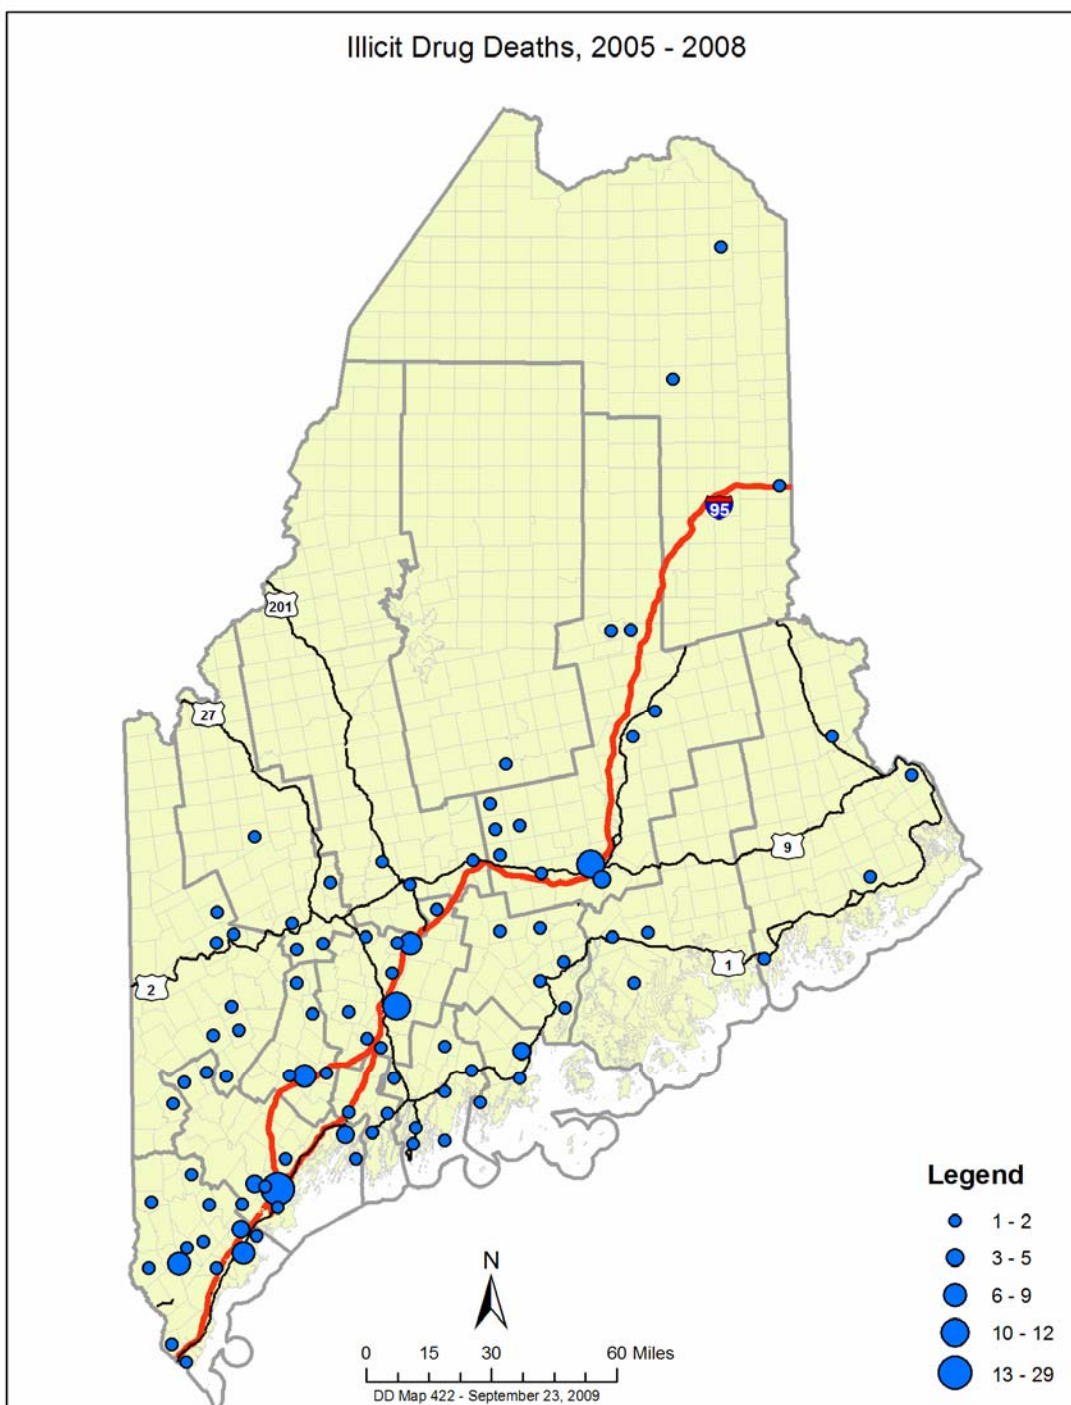 Illicit Drug Deaths, 2005 - 2008
95
201
27
9
1
2
Legend
1 - 2
3 - 5
6 - 9
10 - 12
13 - 29
N
0 15 30 60 Miles
DD Map 422 - September 23, 2009